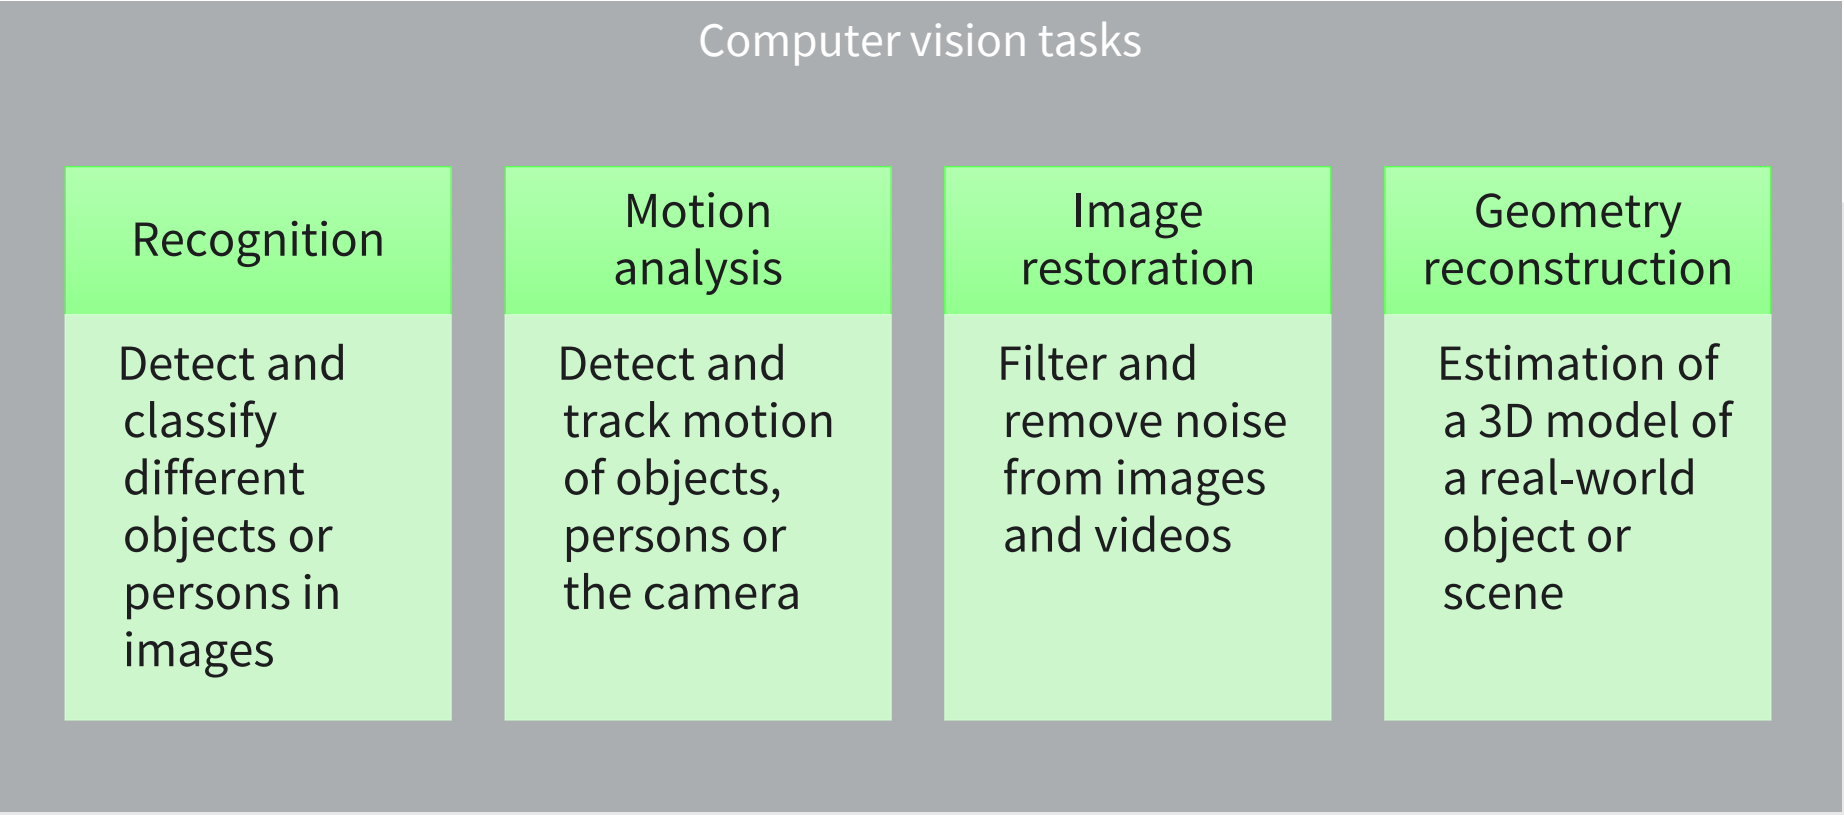 Computer vision tasks
Recognition
Detect and
classify
different
objects or
persons in
images
Motion
analysis
Detect and
track motion
of objects,
persons or
the camera
Image
restoration
Filter and
remove noise
from images
and videos
Geometry
reconstruction
Estimation of
a 3D model of
a real-world
object or
scene